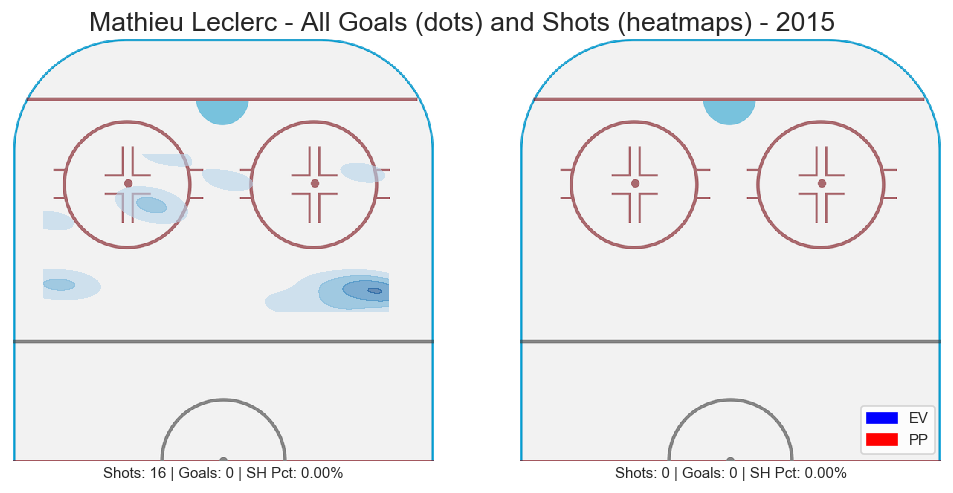 Mathieu Leclerc - All Goals (dots) and Shots (heatmaps) - 2015
EV
PP
Shots: 16 | Goals: 0 | SH Pct: 0.00%
Shots: 0 | Goals: 0 | SH Pct: 0.00%